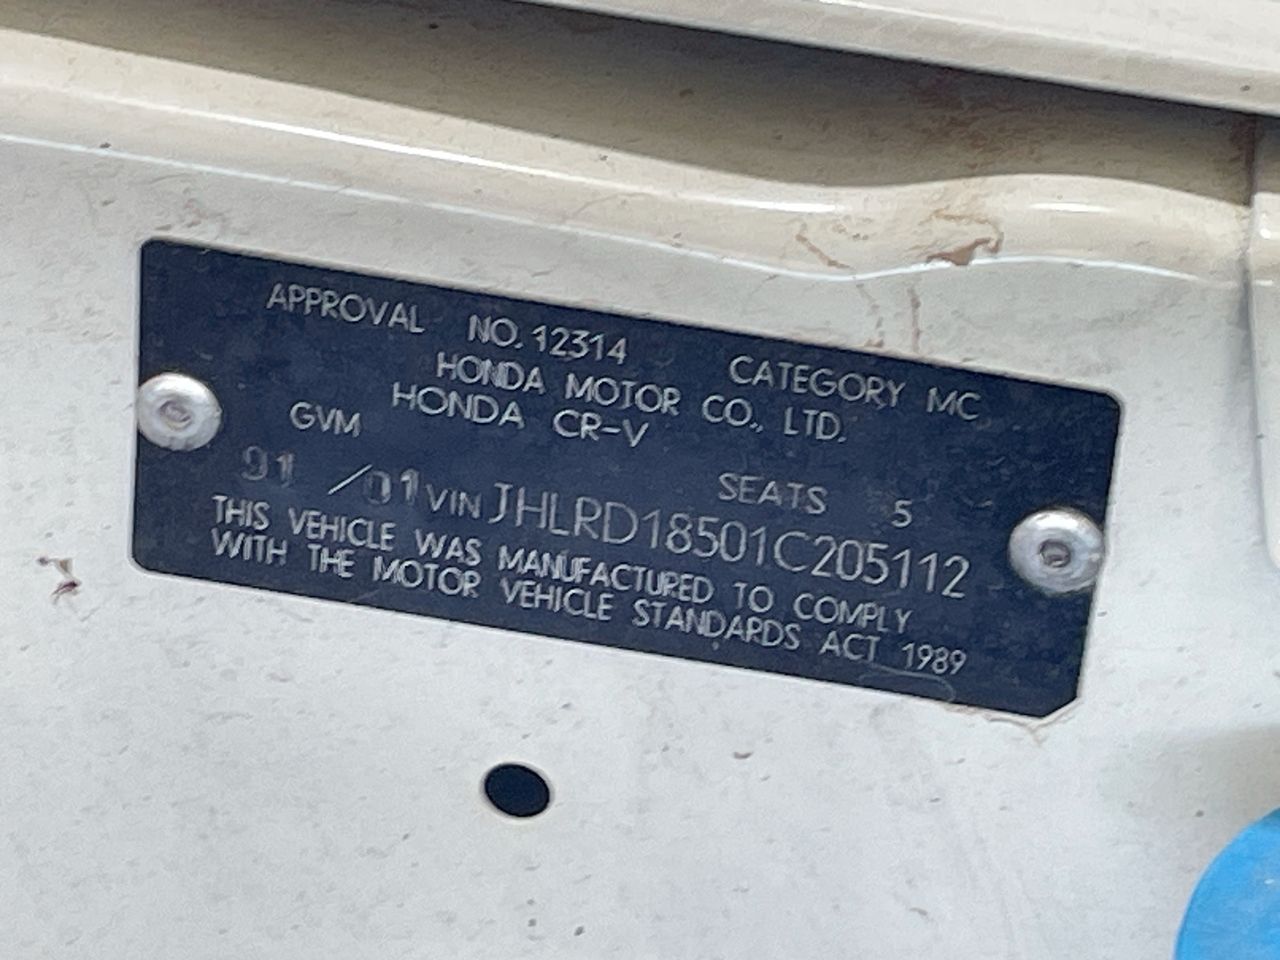 APPROVAL NO. 12314 CATEGORY MC
HONDA MOTOR CO., LTD.
HONDA CR-V
GVM SEATS 5
01/01 VIN JHLRD18501C205112
THIS VEHICLE WAS MANUFACTURED TO COMPLY
WITH THE MOTOR VEHICLE STANDARDS ACT 1989